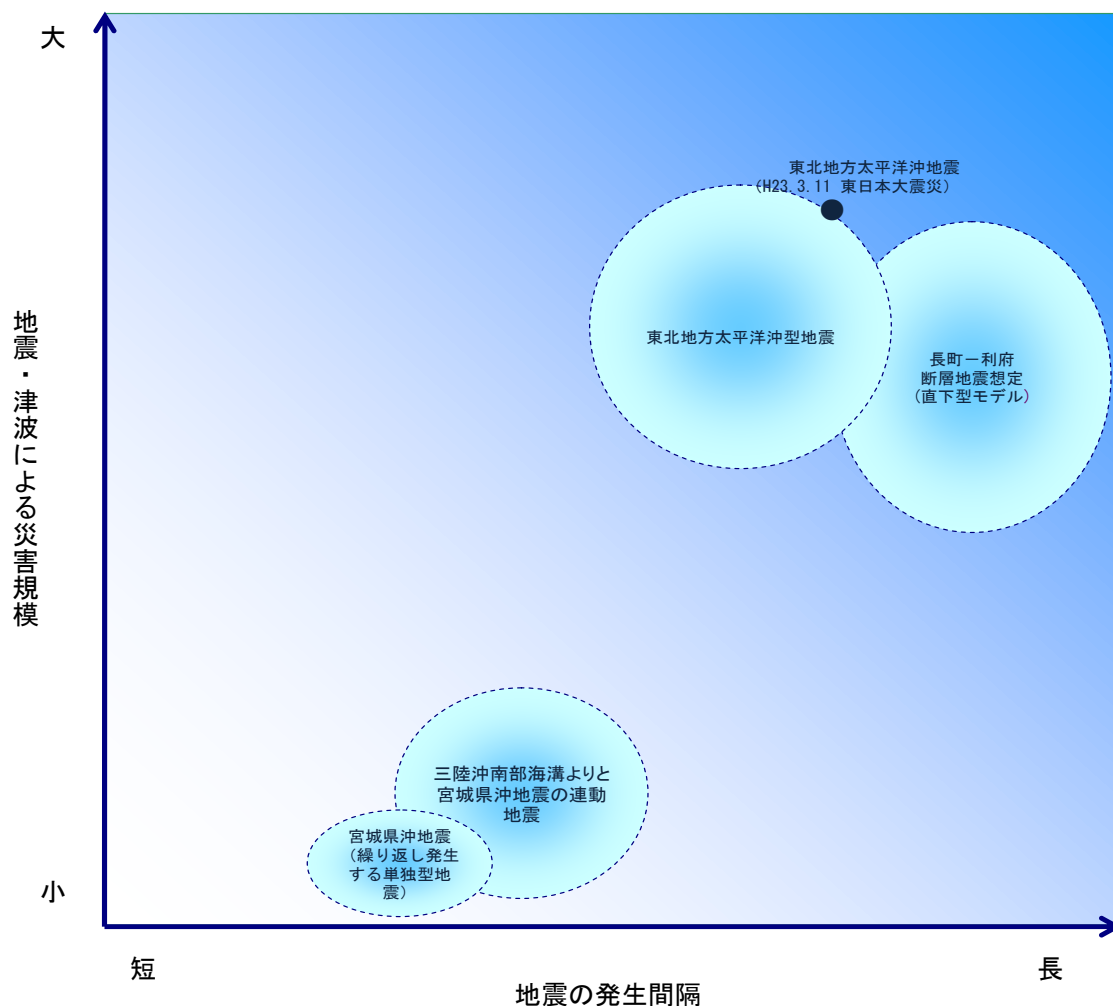 大
地震・津波による災害規模
小
東北地方太平洋沖地震
(H23.3.11 東日本大震災)
東北地方太平洋沖型地震
長町－利府
断層地震想定
(直下型モデル)
三陸沖南部海溝よりと
宮城県沖地震の連動
地震
宮城県沖地震
(繰り返し発生
する単独型地
震)
短
長
地震の発生間隔